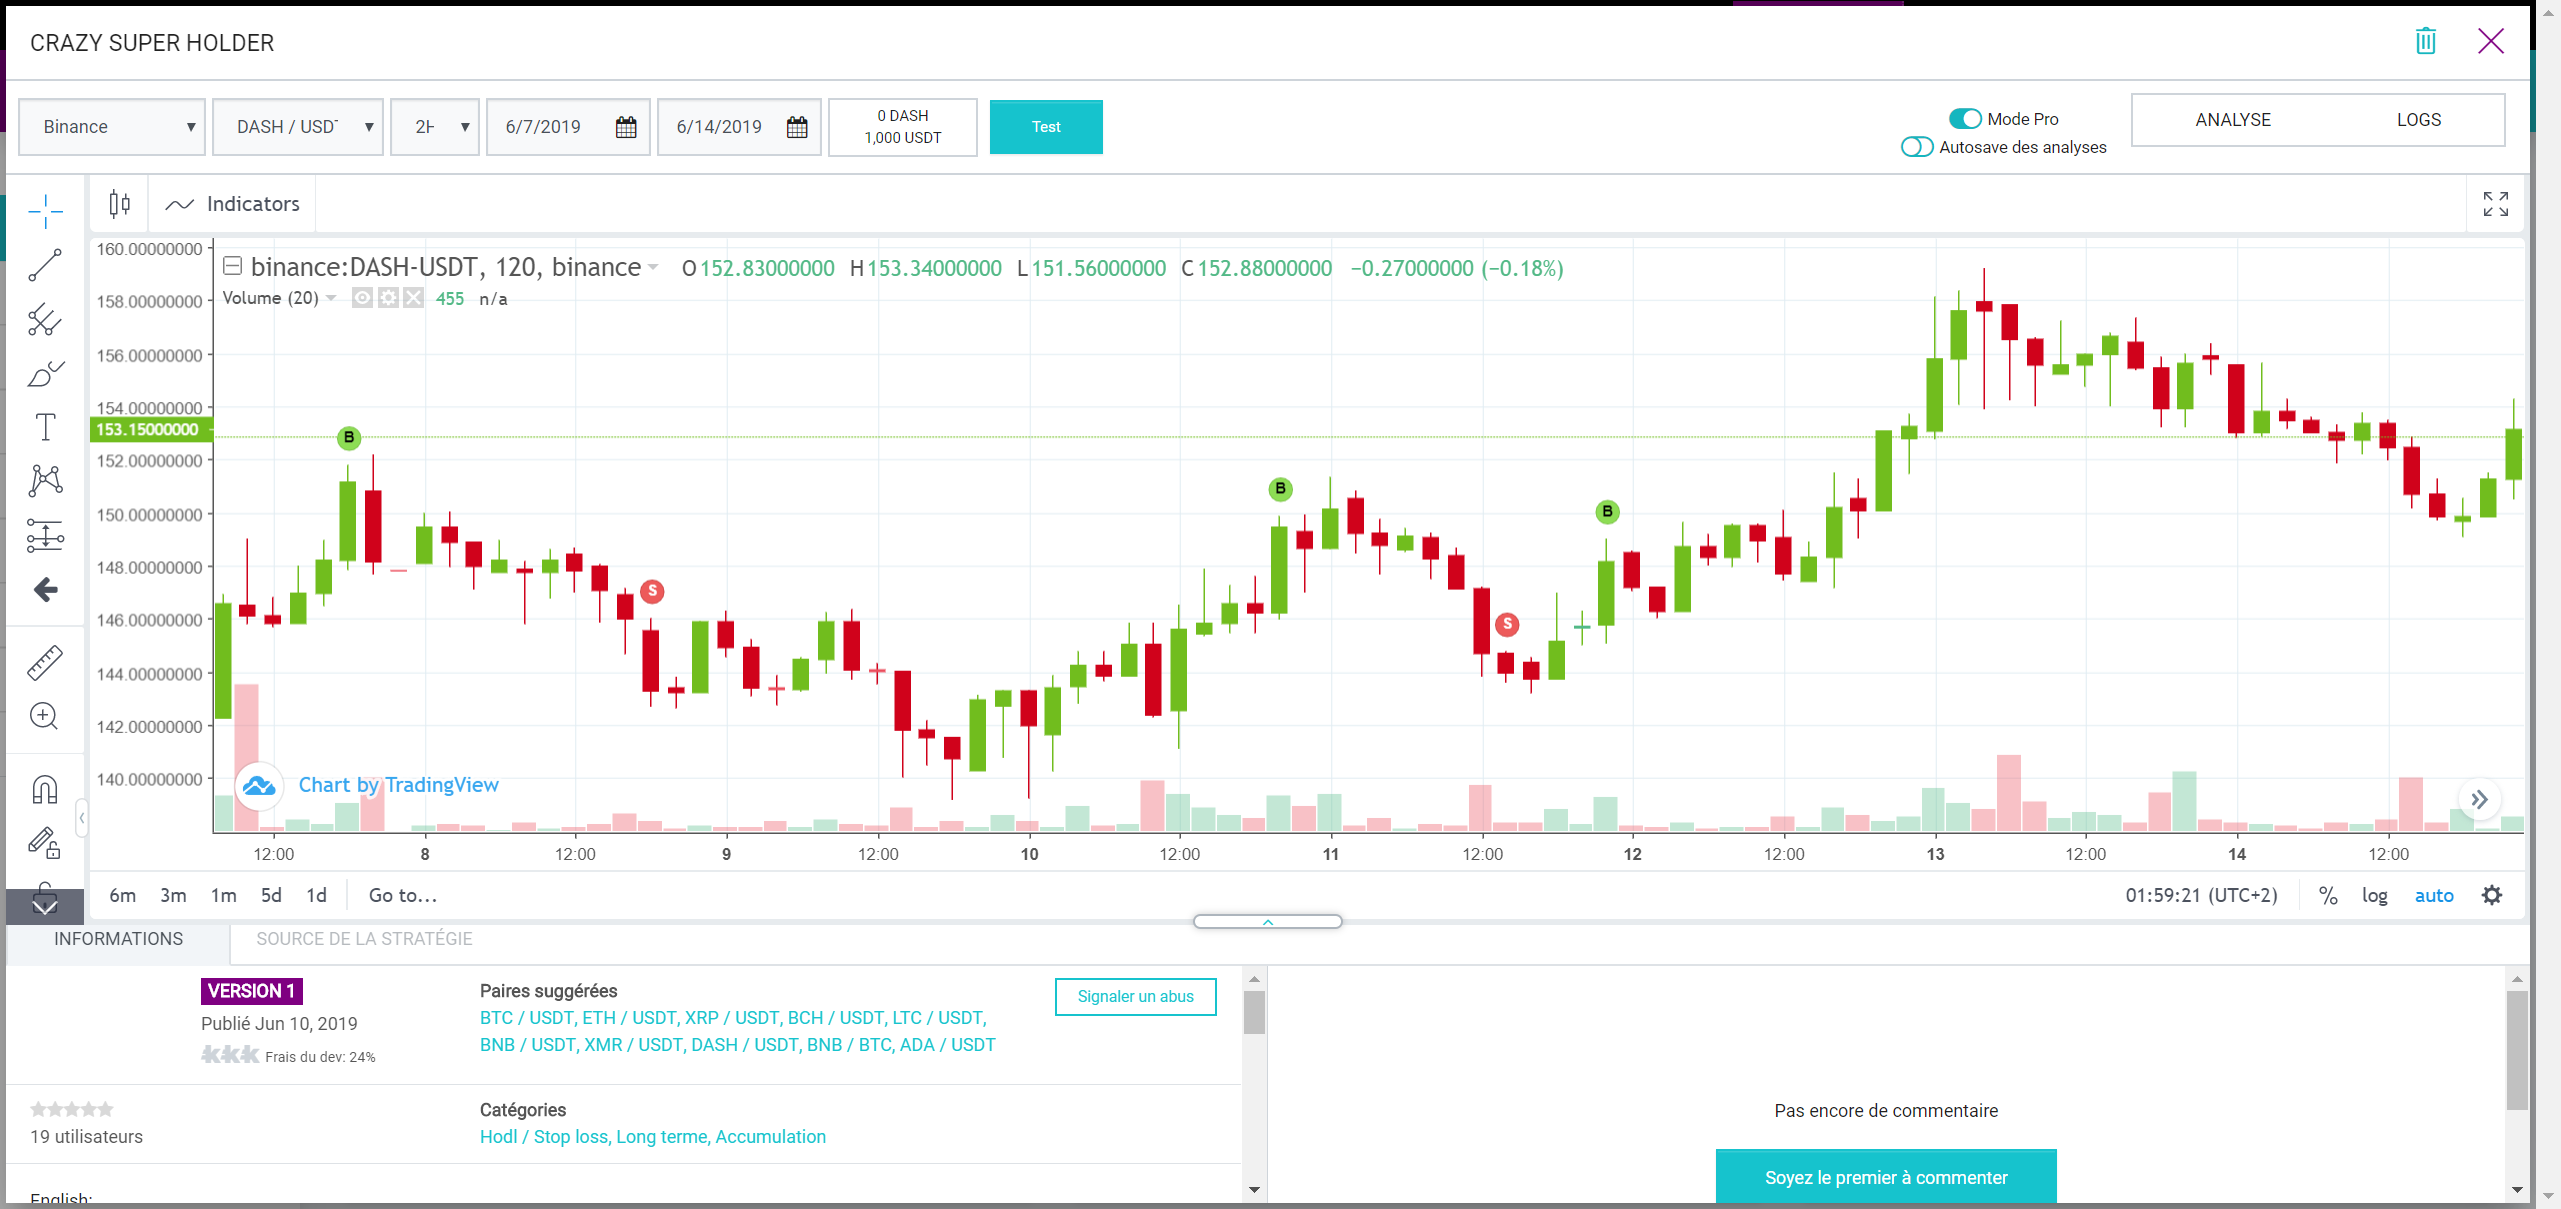 CRAZY SUPER HOLDER
Binance
DASH / USD
2H
6/7/2019
6/14/2019
0 DASH
1,000 USDT
Test
Mode Pro
Autosave des analyses
ANALYSE
LOGS
Indicators
binance:DASH-USDT, 120, binance O 152.83000000 H 153.34000000 L 151.56000000 C 152.88000000 −0.27000000 (−0.18%)
Volume (20) 455 n/a
160.00000000
158.00000000
156.00000000
154.00000000
153.15000000
152.00000000
150.00000000
148.00000000
146.00000000
144.00000000
142.00000000
140.00000000
B
S
B
S
B
Chart by TradingView
12:00 8 12:00 9 12:00 10 12:00 11 12:00 12 12:00 13 12:00 14 12:00
6m 3m 1m 5d 1d Go to...
01:59:21 (UTC+2) % log auto
INFORMATIONS
SOURCE DE LA STRATÉGIE
VERSION 1
Publié Jun 10, 2019
Frais du dev: 24%
Paires suggérées
BTC / USDT, ETH / USDT, XRP / USDT, BCH / USDT, LTC / USDT,
BNB / USDT, XMR / USDT, DASH / USDT, BNB / BTC, ADA / USDT
Signaler un abus
19 utilisateurs
Catégories
Hodl / Stop loss, Long terme, Accumulation
English:
Pas encore de commentaire
Soyez le premier à commenter